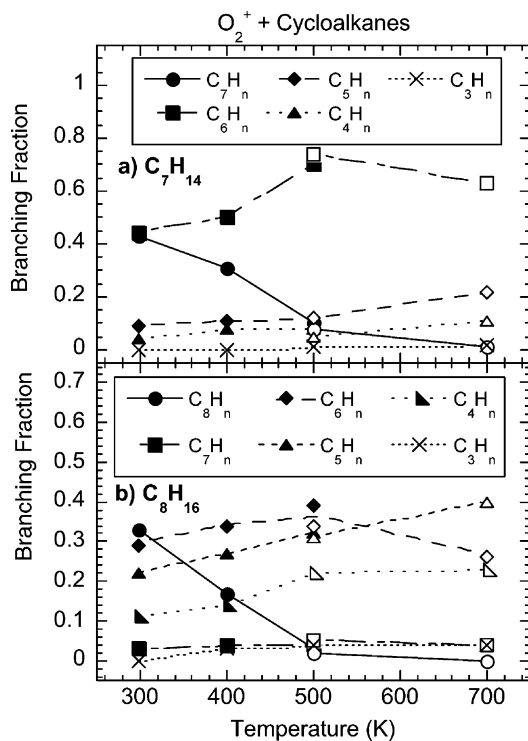 O₂⁺ + Cycloalkanes
1
0.8
0.6
0.4
0.2
0
Branching Fraction
C₇Hₙ C₅Hₙ C₃Hₙ
C₆Hₙ C₄Hₙ
a) C₇H₁₄
0.7
0.6
0.5
0.4
0.3
0.2
0.1
0
Branching Fraction
C₈Hₙ C₆Hₙ C₄Hₙ
C₇Hₙ C₅Hₙ C₃Hₙ
b) C₈H₁₆
300 400 500 600 700
Temperature (K)